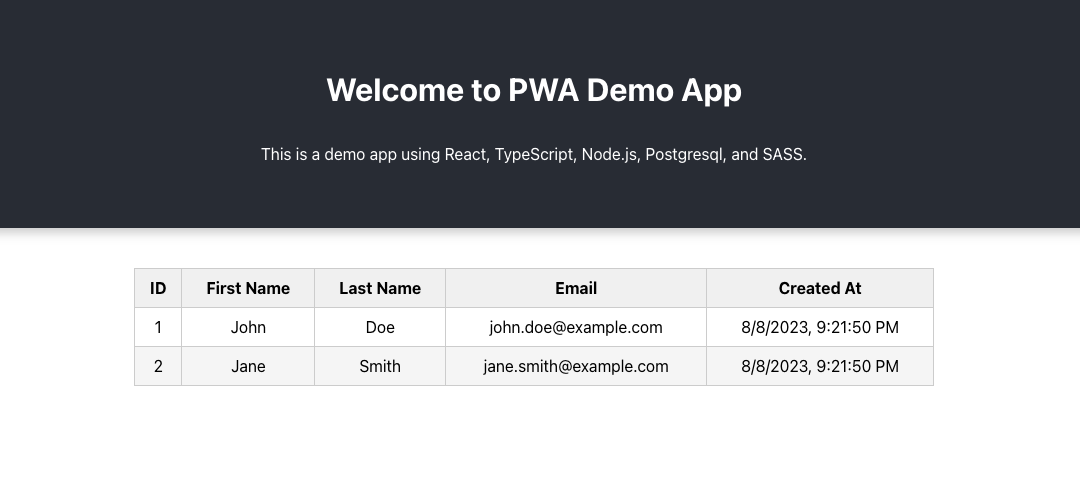 Welcome to PWA Demo App
This is a demo app using React, TypeScript, Node.js, Postgresql, and SASS.
ID First Name Last Name Email Created At
1 John Doe john.doe@example.com 8/8/2023, 9:21:50 PM
2 Jane Smith jane.smith@example.com 8/8/2023, 9:21:50 PM